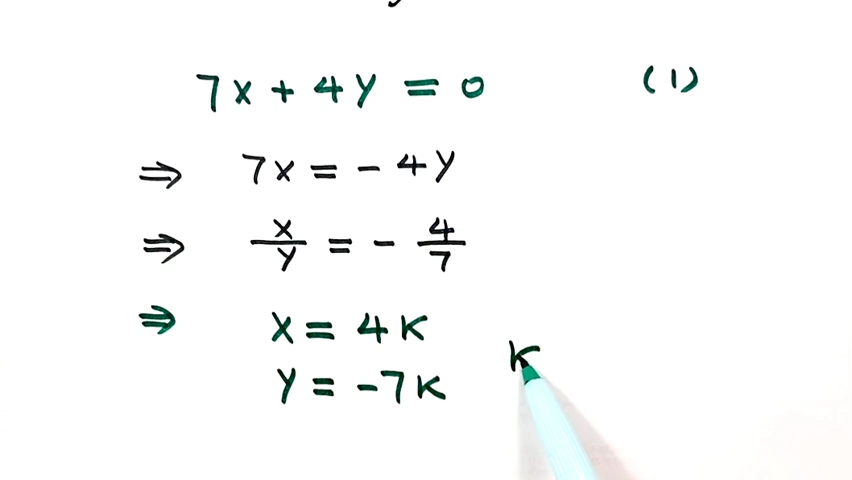 7x + 4y = 0 (1)
⇒ 7x = - 4y
⇒ x/y = - 4/7
⇒ x = 4k
y = -7k k